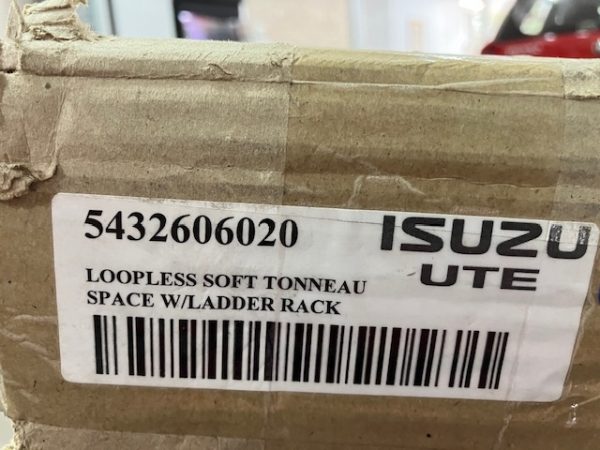 5432606020
ISUZU
UTE
LOOPLESS SOFT TONNEAU
SPACE W/LADDER RACK